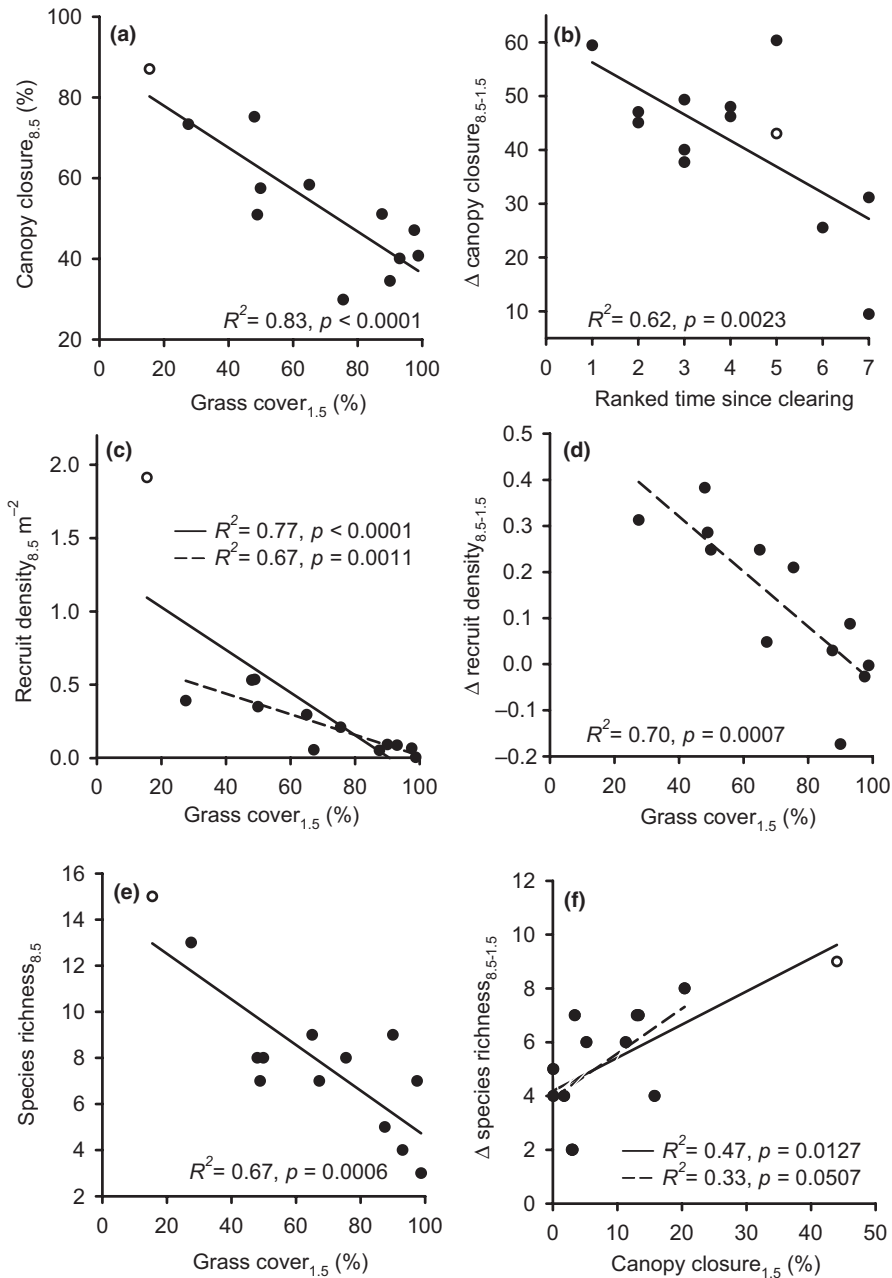 (a)
Canopy closure8.5 (%)
100
80
60
40
20
0 20 40 60 80 100
R2 = 0.83, p < 0.0001
Grass cover1.5 (%)
(b)
Δ canopy closure8.5-1.5
60
50
40
30
20
10
0 1 2 3 4 5 6 7
R2 = 0.62, p = 0.0023
Ranked time since clearing
(c)
Recruit density8.5 m−2
2.0
1.5
1.0
0.5
0.0
0 20 40 60 80 100
R2 = 0.77, p < 0.0001
R2 = 0.67, p = 0.0011
Grass cover1.5 (%)
(d)
Δ recruit density8.5-1.5
0.5
0.4
0.3
0.2
0.1
0.0
−0.1
−0.2
0 20 40 60 80 100
R2 = 0.70, p = 0.0007
Grass cover1.5 (%)
(e)
Species richness8.5
16
14
12
10
8
6
4
2
0 20 40 60 80 100
R2 = 0.67, p = 0.0006
Grass cover1.5 (%)
(f)
Δ species richness8.5-1.5
12
10
8
6
4
2
0
0 10 20 30 40 50
R2 = 0.47, p = 0.0127
R2 = 0.33, p = 0.0507
Canopy closure1.5 (%)